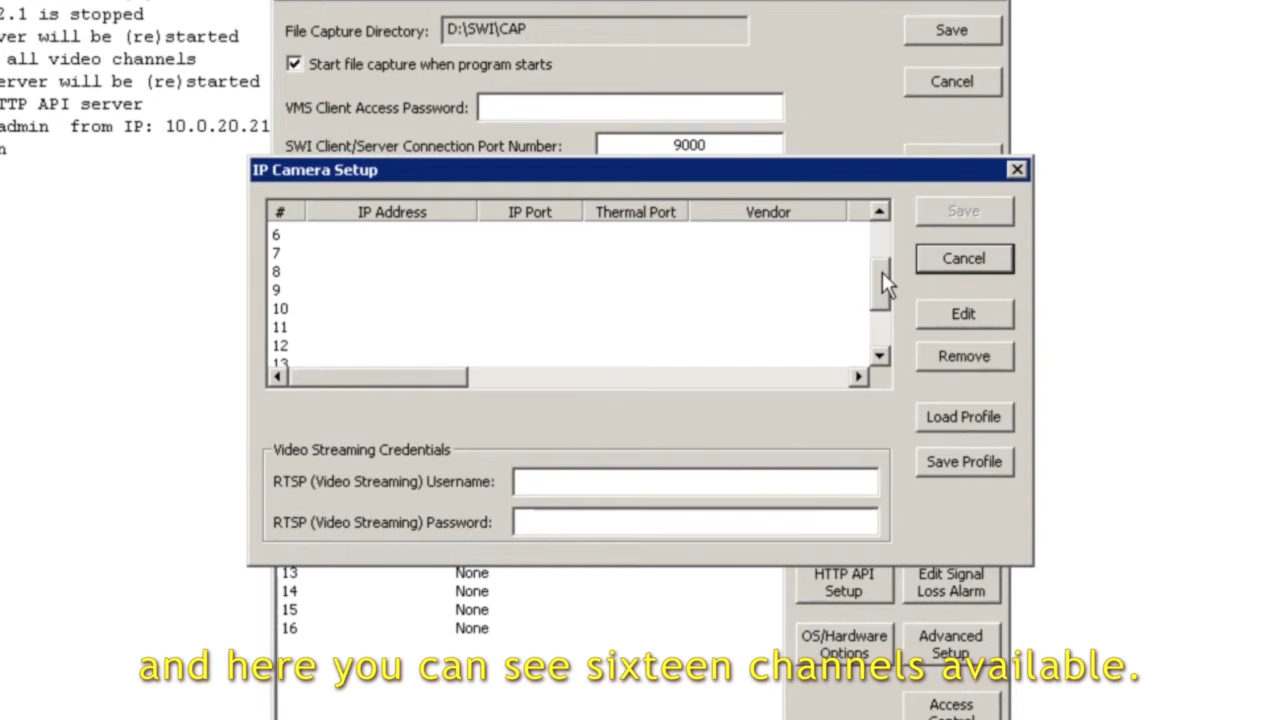 2.1 is stopped
ver will be (re)started
all video channels
erver will be (re)started
TTP API server
admin from IP: 10.0.20.21
n
File Capture Directory: D:\SWI\CAP
Save
Start file capture when program starts
Cancel
VMS Client Access Password:
SWI Client/Server Connection Port Number: 9000
IP Camera Setup
# IP Address IP Port Thermal Port Vendor
6
7
8
9
10
11
12
13
Save
Cancel
Edit
Remove
Load Profile
Save Profile
Video Streaming Credentials
RTSP (Video Streaming) Username:
RTSP (Video Streaming) Password:
13 None
14 None
15 None
16 None
HTTP API
Setup
Edit Signal
Loss Alarm
OS/Hardware
Options
Advanced
Setup
Access
Control
and here you can see sixteen channels available.